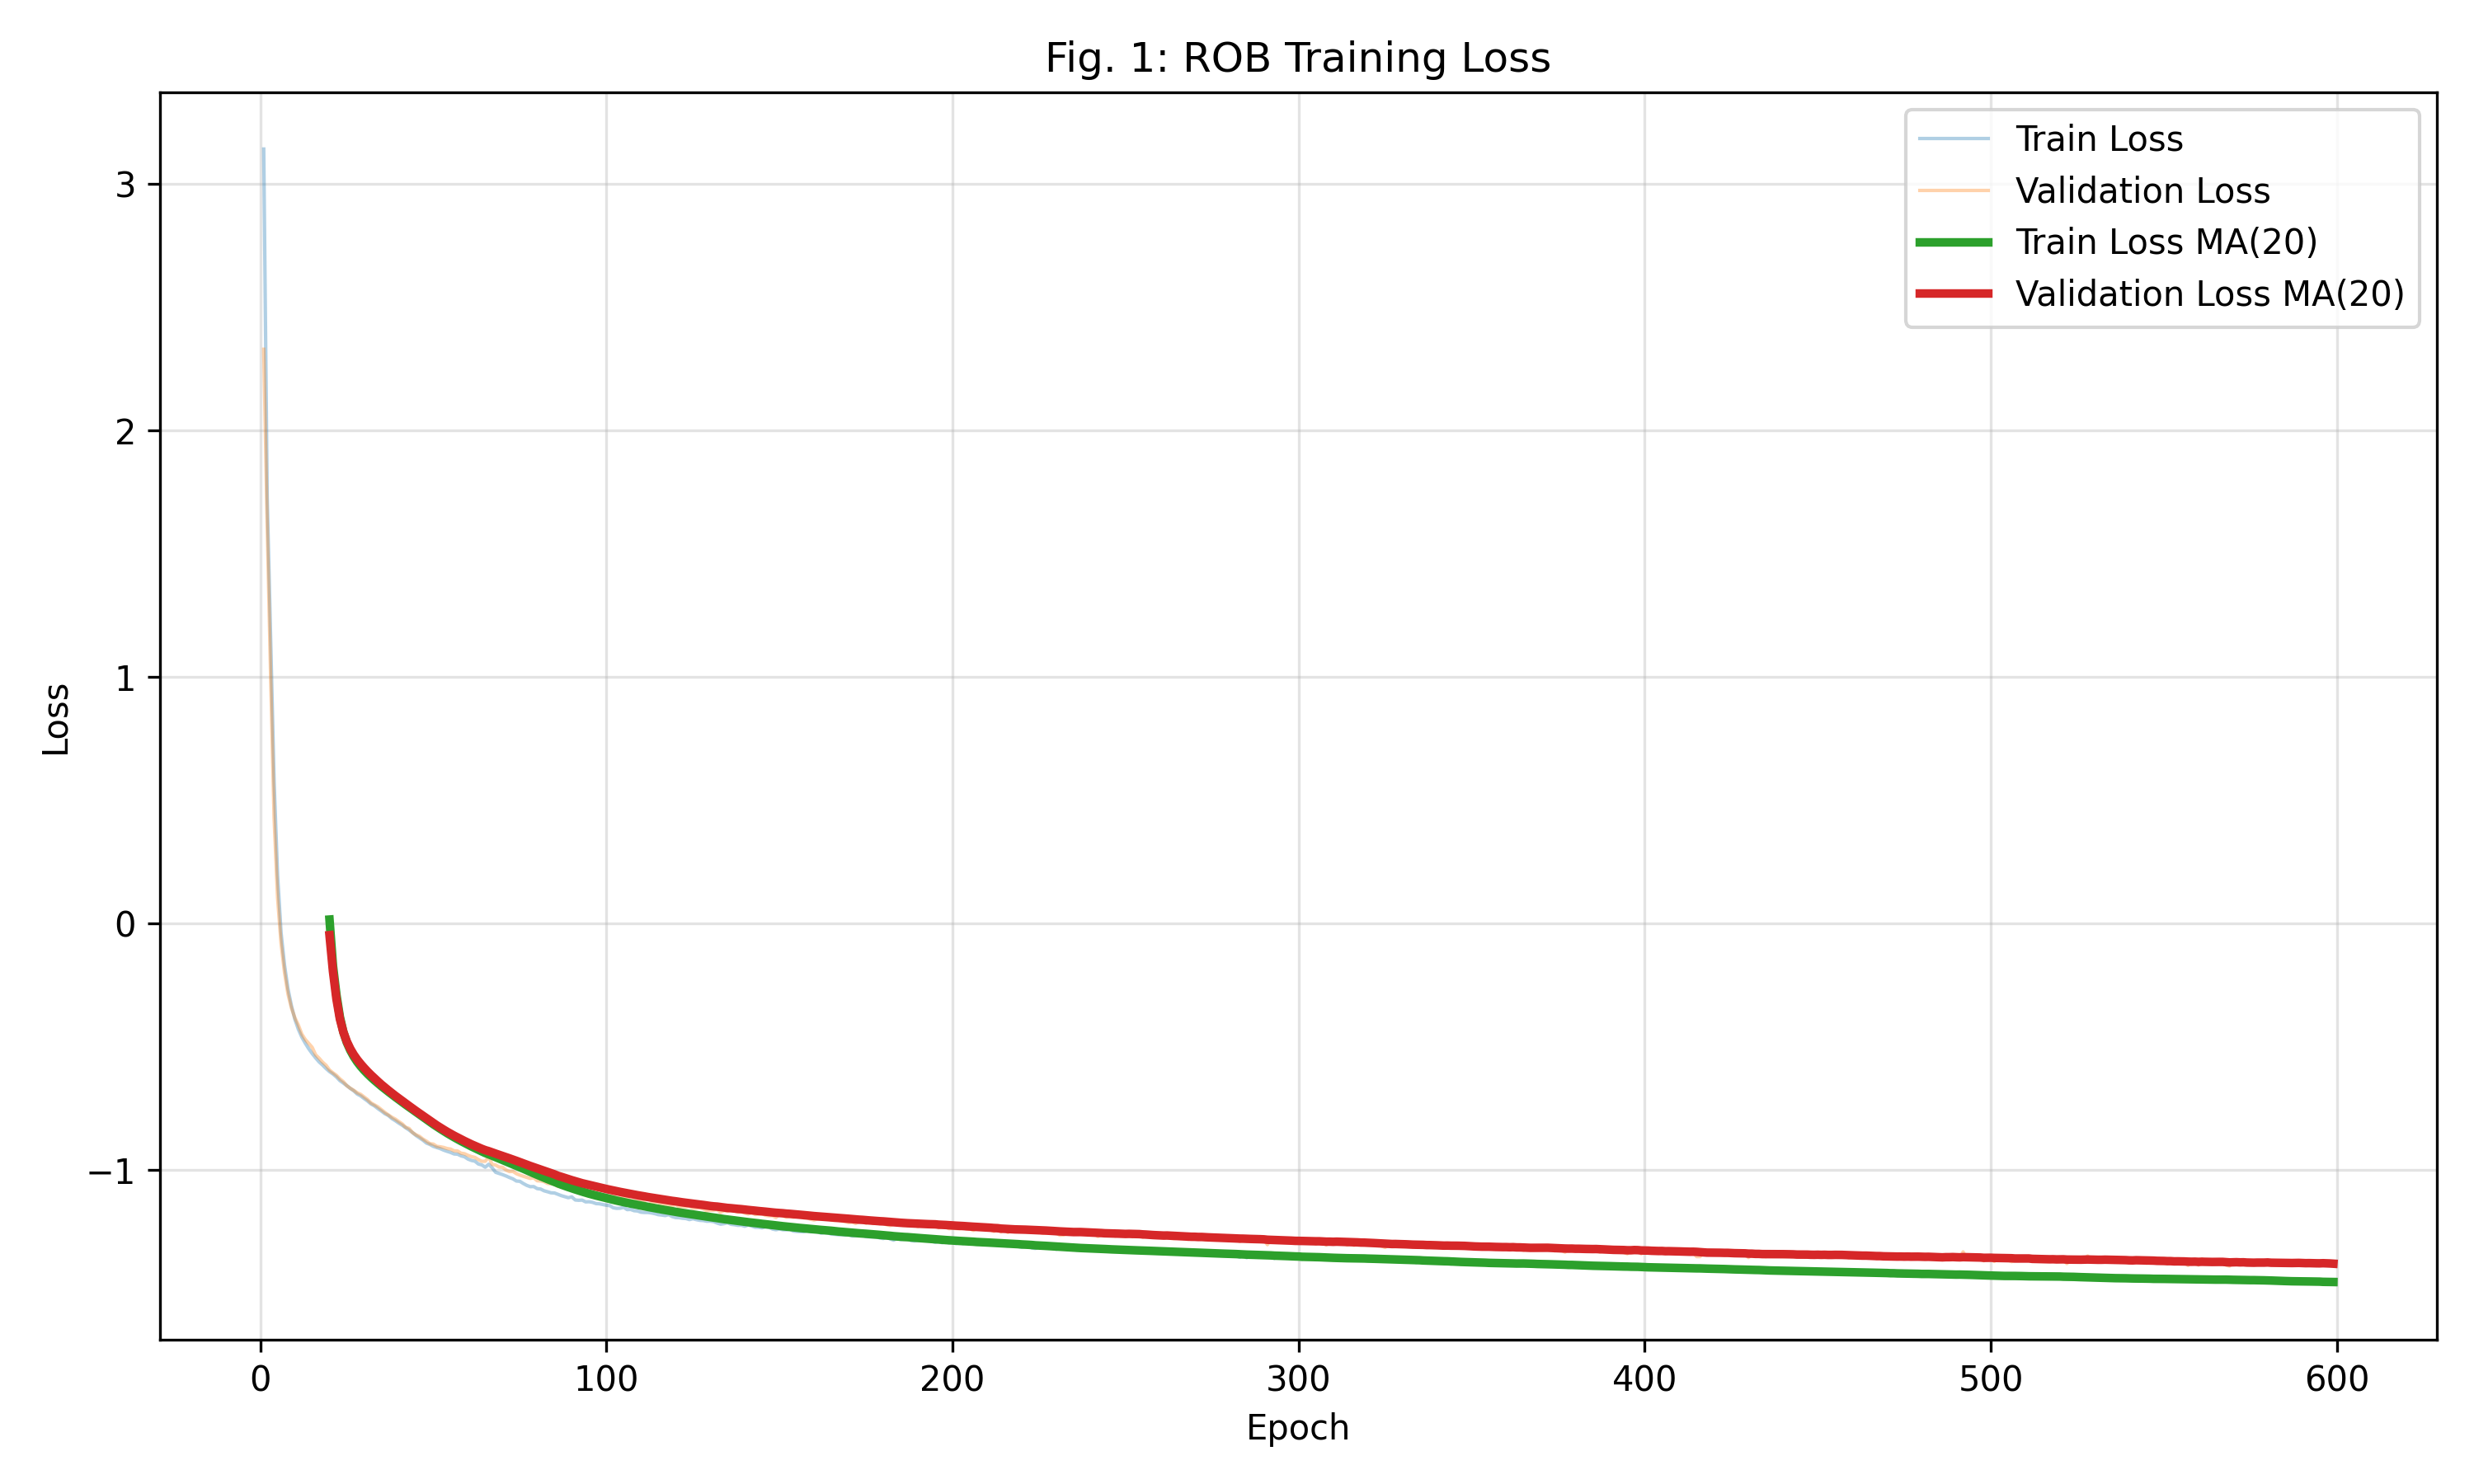 Fig. 1: ROB Training Loss
Train Loss
Validation Loss
Train Loss MA(20)
Validation Loss MA(20)
3
2
1
0
−1
Loss
0 100 200 300 400 500 600
Epoch